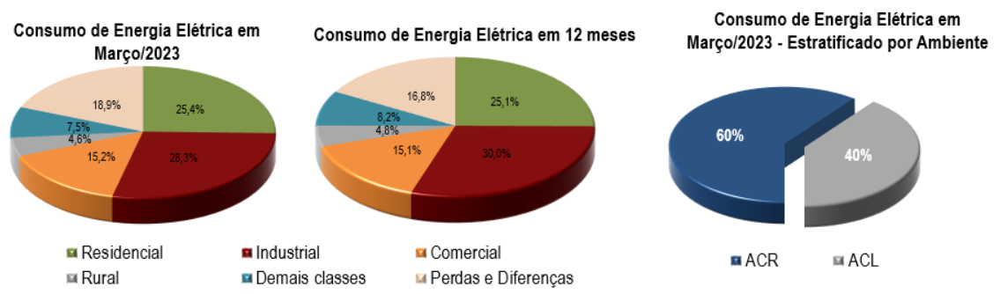 Consumo de Energia Elétrica em
Março/2023
18,9%
25,4%
7,5%
4,6%
15,2%
28,3%
Consumo de Energia Elétrica em 12 meses
16,8%
25,1%
8,2%
4,8%
15,1%
30,0%
Residencial
Industrial
Comercial
Rural
Demais classes
Perdas e Diferenças
Consumo de Energia Elétrica em
Março/2023 - Estratificado por Ambiente
60%
40%
ACR
ACL